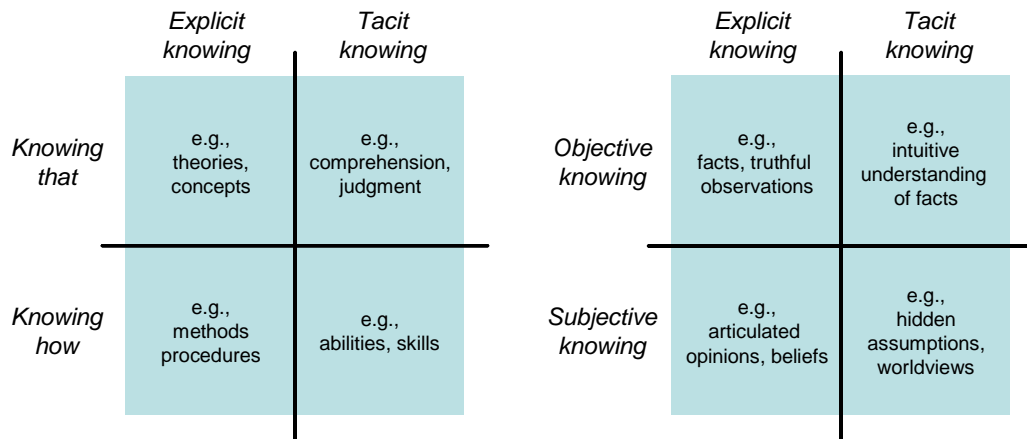 Explicit
knowing
Tacit
knowing
Knowing
that
e.g.,
theories,
concepts
e.g.,
comprehension,
judgment
Knowing
how
e.g.,
methods
procedures
e.g.,
abilities, skills
Explicit
knowing
Tacit
knowing
Objective
knowing
e.g.,
facts, truthful
observations
e.g.,
intuitive
understanding
of facts
Subjective
knowing
e.g.,
articulated
opinions, beliefs
e.g.,
hidden
assumptions,
worldviews